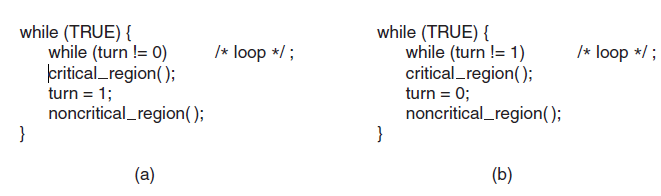 while (TRUE) {
    while (turn != 0)        /* loop */ ;
    critical_region( );
    turn = 1;
    noncritical_region( );
}
(a)
while (TRUE) {
    while (turn != 1)        /* loop */ ;
    critical_region( );
    turn = 0;
    noncritical_region( );
}
(b)